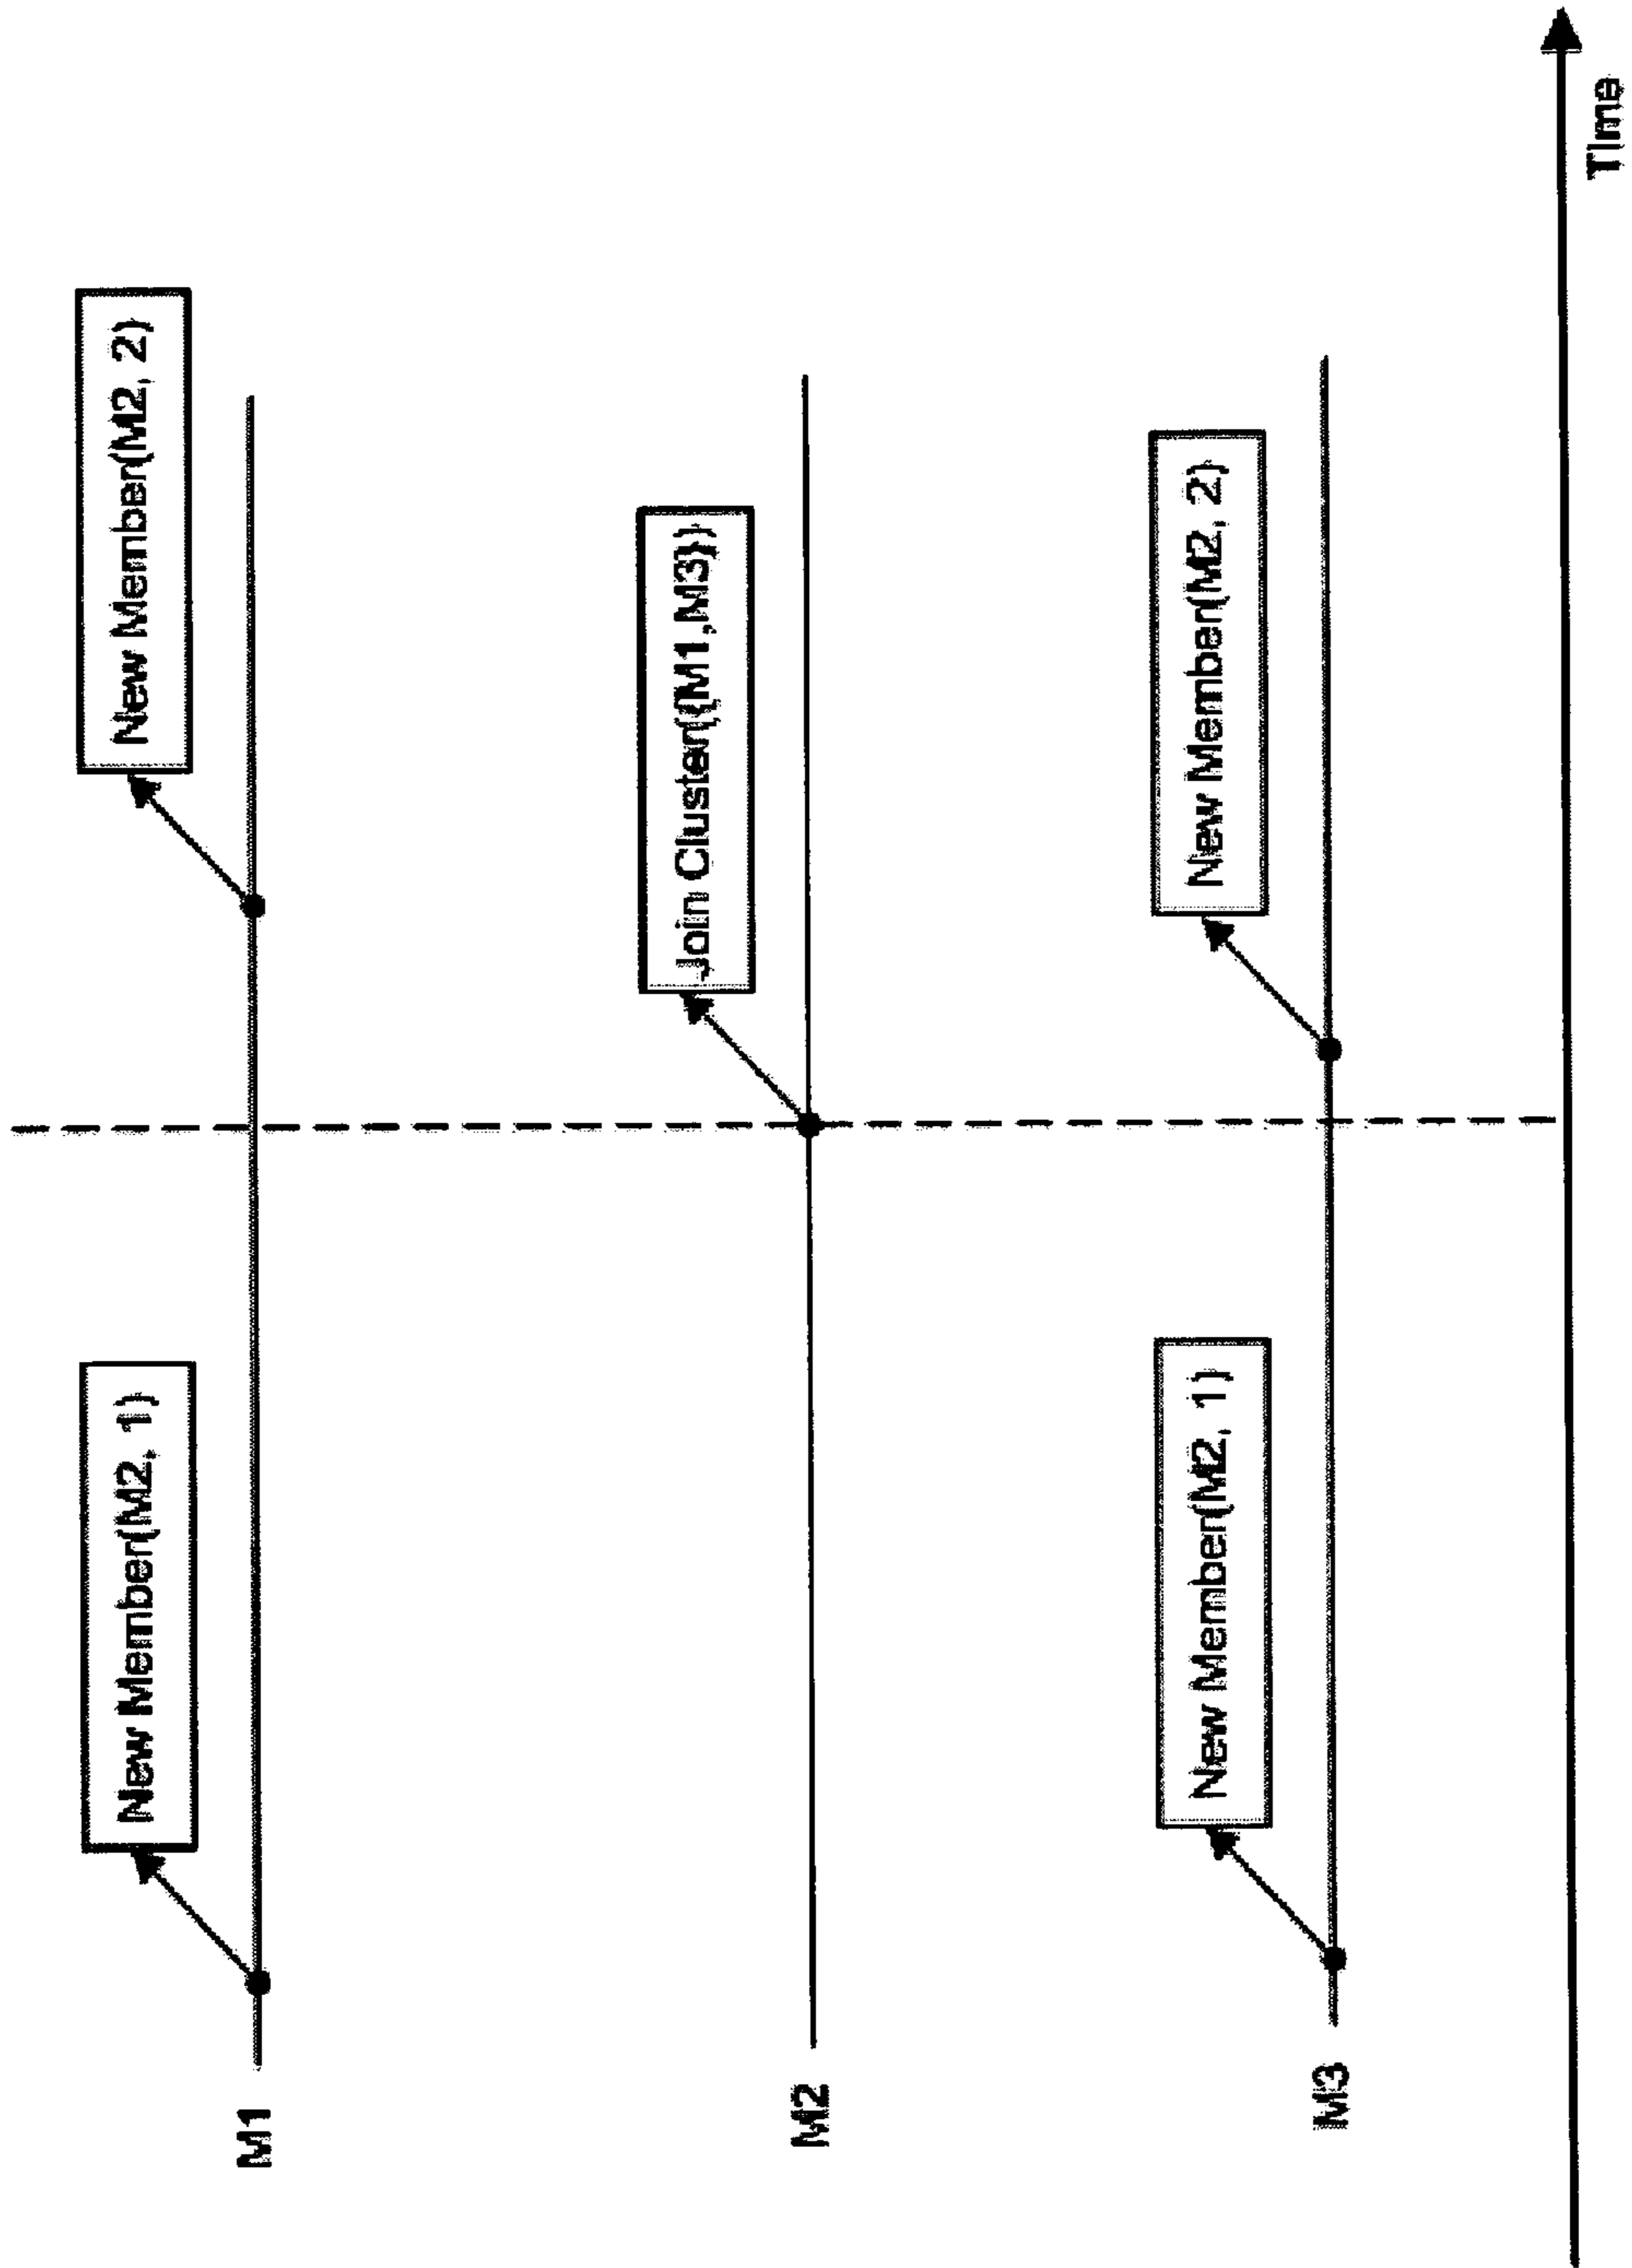 M1
New Member(M2, 1)
New Member(M2, 2)
M2
Join Cluster({M1,M3})
M3
New Member(M2, 1)
New Member(M2, 2)
Time